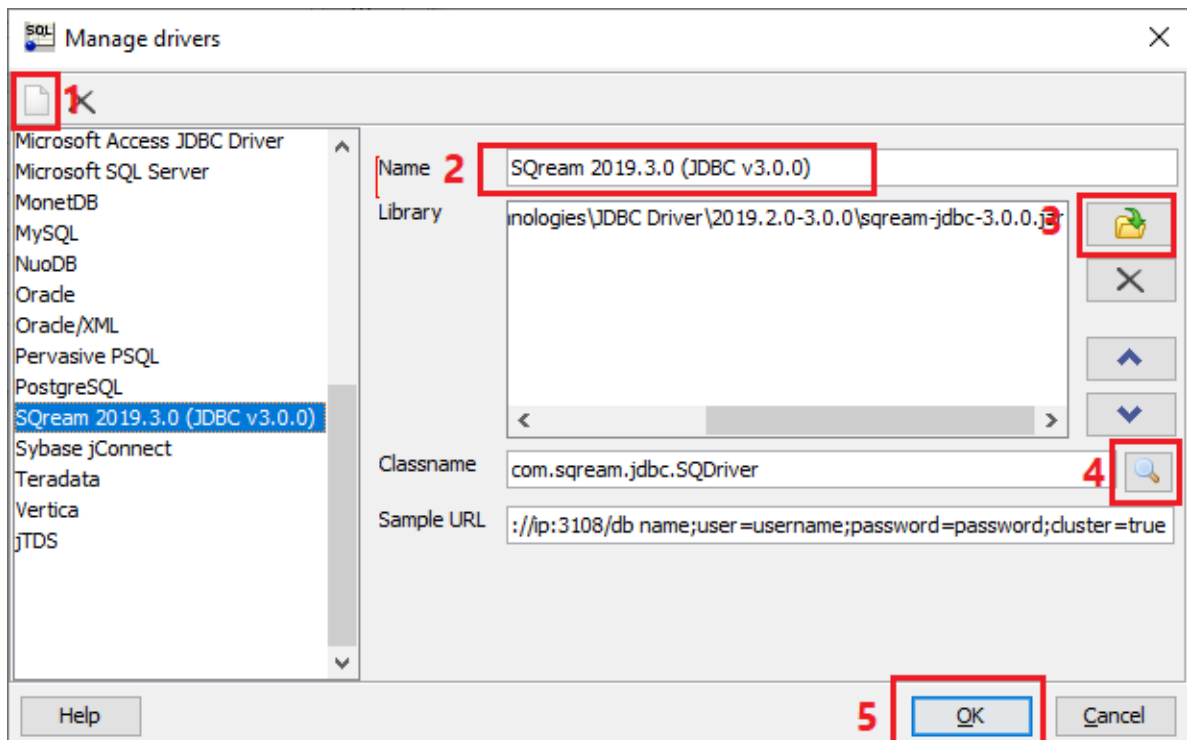 SQL
Manage drivers
1
Microsoft Access JDBC Driver
Microsoft SQL Server
MonetDB
MySQL
NuoDB
Oracle
Oracle/XML
Pervasive PSQL
PostgreSQL
SQream 2019.3.0 (JDBC v3.0.0)
Sybase jConnect
Teradata
Vertica
jTDS
Name 2 SQream 2019.3.0 (JDBC v3.0.0)
Library nologies\JDBC Driver\2019.2.0-3.0.0\sqream-jdbc-3.0.0.jar 3
Classname com.sqream.jdbc.SQDriver 4
Sample URL ://ip:3108/db name;user=username;password=password;cluster=true
Help 5 OK Cancel